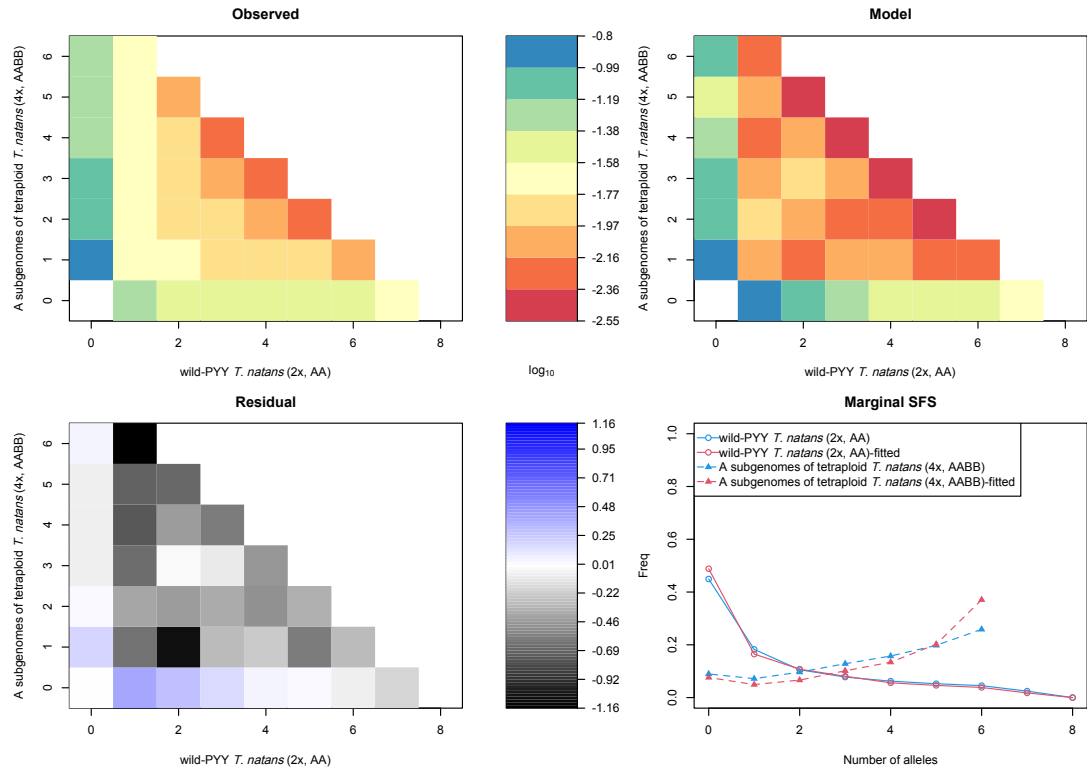 Observed
A subgenomes of tetraploid T. natans (4x, AABB)
6
5
4
3
2
1
0
0 2 4 6 8
wild-PYY T. natans (2x, AA)
-0.8
-0.99
-1.19
-1.38
-1.58
-1.77
-1.97
-2.16
-2.36
-2.55
log10
Model
A subgenomes of tetraploid T. natans (4x, AABB)
6
5
4
3
2
1
0
0 2 4 6 8
wild-PYY T. natans (2x, AA)
Residual
A subgenomes of tetraploid T. natans (4x, AABB)
6
5
4
3
2
1
0
0 2 4 6 8
wild-PYY T. natans (2x, AA)
1.16
0.95
0.71
0.48
0.25
0.01
-0.22
-0.46
-0.69
-0.92
-1.16
Marginal SFS
wild-PYY T. natans (2x, AA)
wild-PYY T. natans (2x, AA)-fitted
A subgenomes of tetraploid T. natans (4x, AABB)
A subgenomes of tetraploid T. natans (4x, AABB)-fitted
Freq
1.0
0.8
0.6
0.4
0.2
0.0
0 2 4 6 8
Number of alleles